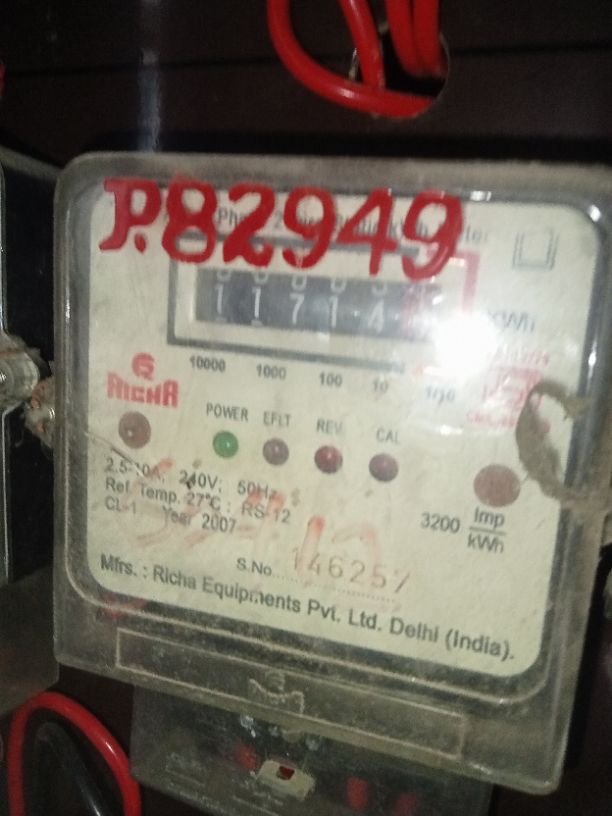 P.82949
11714
kWh
10000 1000 100 10 1/10
RICHA
POWER EFLT REV CAL
2.5-10A; 240V; 50Hz
Ref. Temp. 27°C; RS-12
CL-1 Year 2007
3200 Imp
kWh
S.No. 146257
Mfrs. : Richa Equipments Pvt. Ltd. Delhi (India).